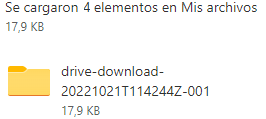 Se cargaron 4 elementos en Mis archivos
17,9 KB
drive-download-
20221021T114244Z-001
17,9 KB